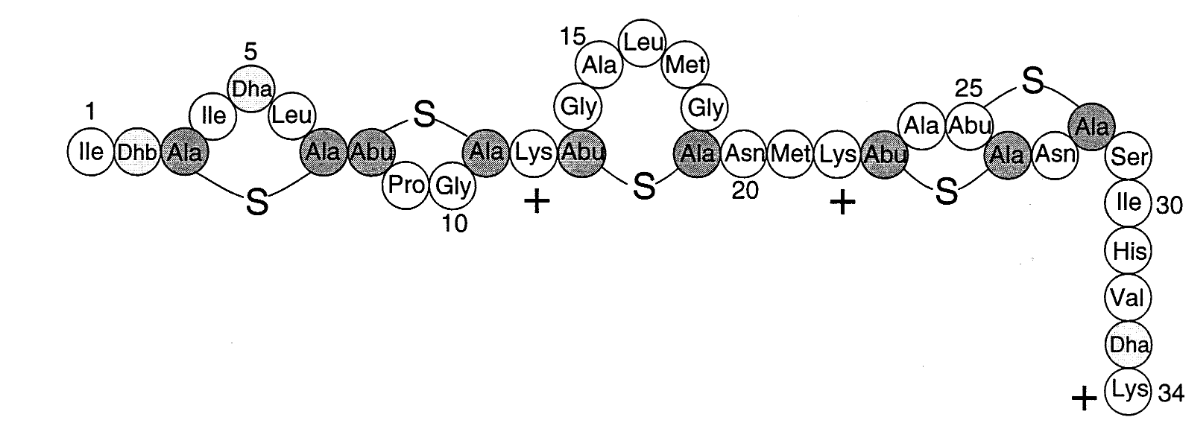 1
Ile
Dhb
Ala
Ile
5
Dha
Leu
Ala
S
Abu
S
Pro
Gly
10
Ala
Lys
+
Abu
Gly
15
Ala
Leu
Met
Gly
Ala
S
Asn
20
Met
Lys
+
Abu
Ala
25
Abu
S
S
Ala
Asn
Ala
Ser
Ile 30
His
Val
Dha
+ Lys 34